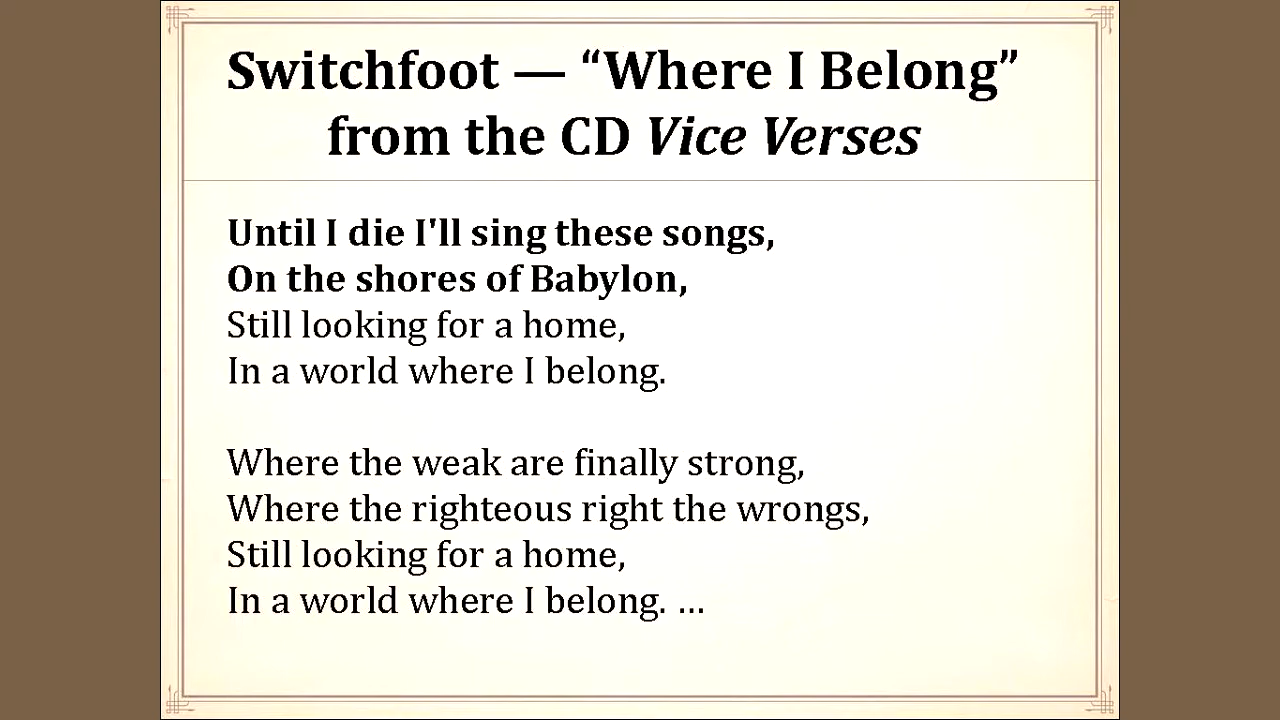 Switchfoot — “Where I Belong”
from the CD Vice Verses
Until I die I'll sing these songs,
On the shores of Babylon,
Still looking for a home,
In a world where I belong.
Where the weak are finally strong,
Where the righteous right the wrongs,
Still looking for a home,
In a world where I belong. …